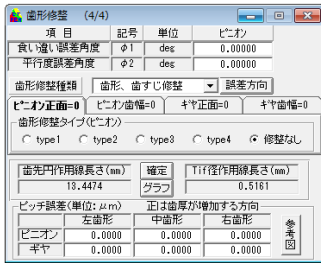 歯形修整 (4/4)
項 目 記号 単位 ﾋﾟﾆｵﾝ
食い違い誤差角度 φ1 deg 0.00000
平行度誤差角度 φ2 deg 0.00000
歯形修整種類 歯形、歯すじ修整 誤差方向
ﾋﾟﾆｵﾝ正面=0 ﾋﾟﾆｵﾝ歯幅=0 ｷﾞﾔ正面=0 ｷﾞﾔ歯幅=0
歯形修整タイプ(ﾋﾟﾆｵﾝ)
type1 type2 type3 type4 修整なし
歯先円作用線長さ(mm) 確定 Tif径作用線長さ(mm)
13.4474 グラフ 0.5161
ピッチ誤差(単位:μm) 正は歯厚が増加する方向
左歯形 中歯形 右歯形 参考図
ピニオン 0.0000 0.0000 0.0000
ギヤ 0.0000 0.0000 0.0000